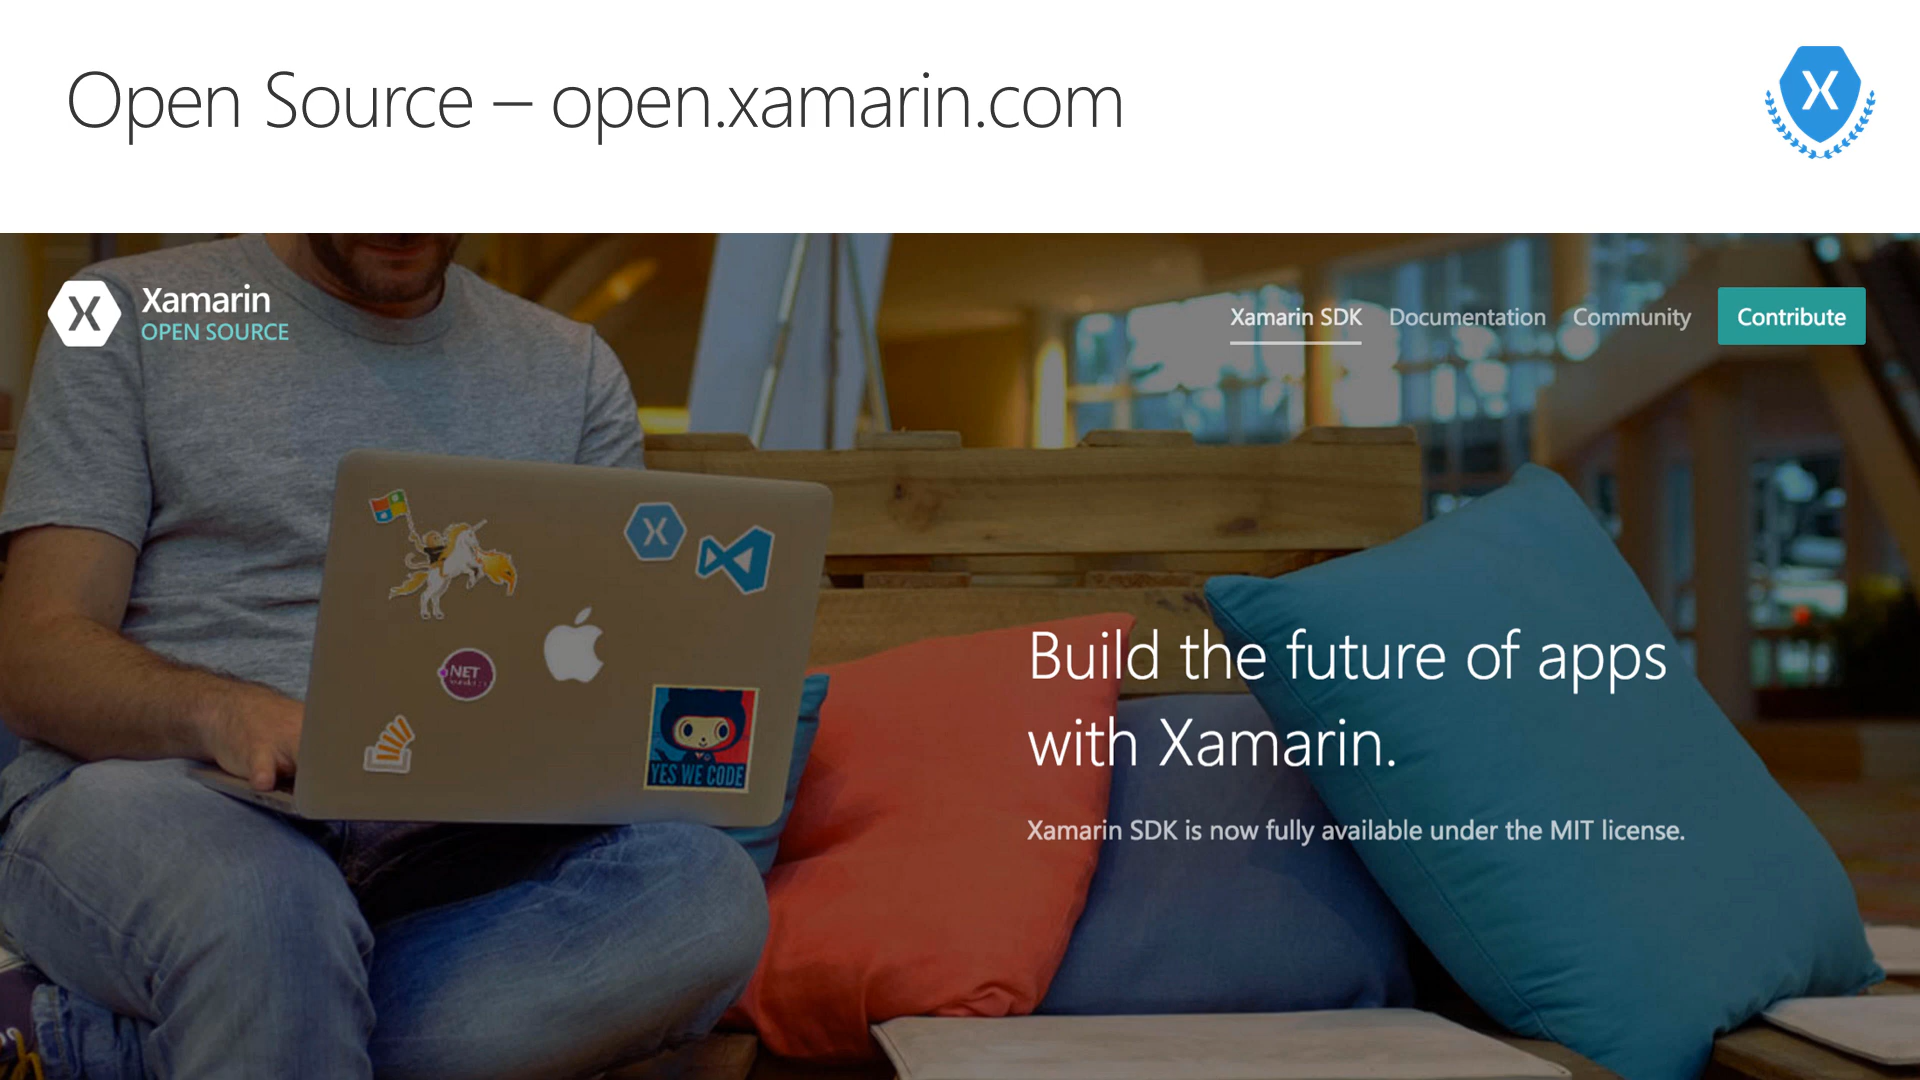 Open Source – open.xamarin.com
X
X
Xamarin
OPEN SOURCE
Xamarin SDK
Documentation
Community
Contribute
X
.NET
YES WE CODE
Build the future of apps
with Xamarin.
Xamarin SDK is now fully available under the MIT license.